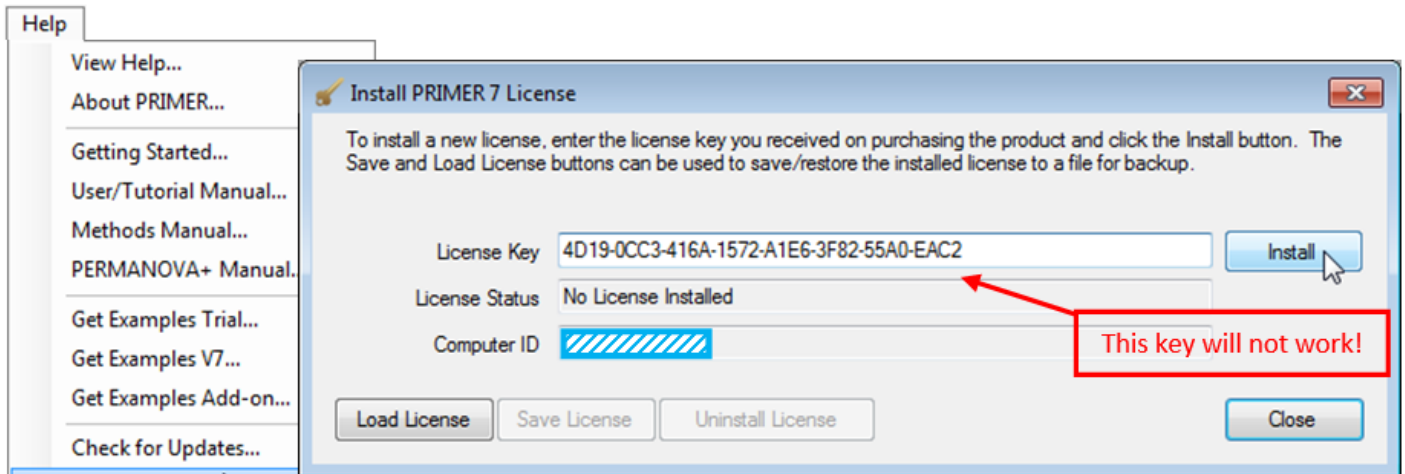 Help
View Help...
About PRIMER...
Getting Started...
User/Tutorial Manual...
Methods Manual...
PERMANOVA+ Manual..
Get Examples Trial...
Get Examples V7...
Get Examples Add-on...
Check for Updates...
Install PRIMER 7 License
To install a new license, enter the license key you received on purchasing the product and click the Install button. The
Save and Load License buttons can be used to save/restore the installed license to a file for backup.
License Key 4D19-0CC3-416A-1572-A1E6-3F82-55A0-EAC2 Install
License Status No License Installed
Computer ID
This key will not work!
Load License Save License Uninstall License Close